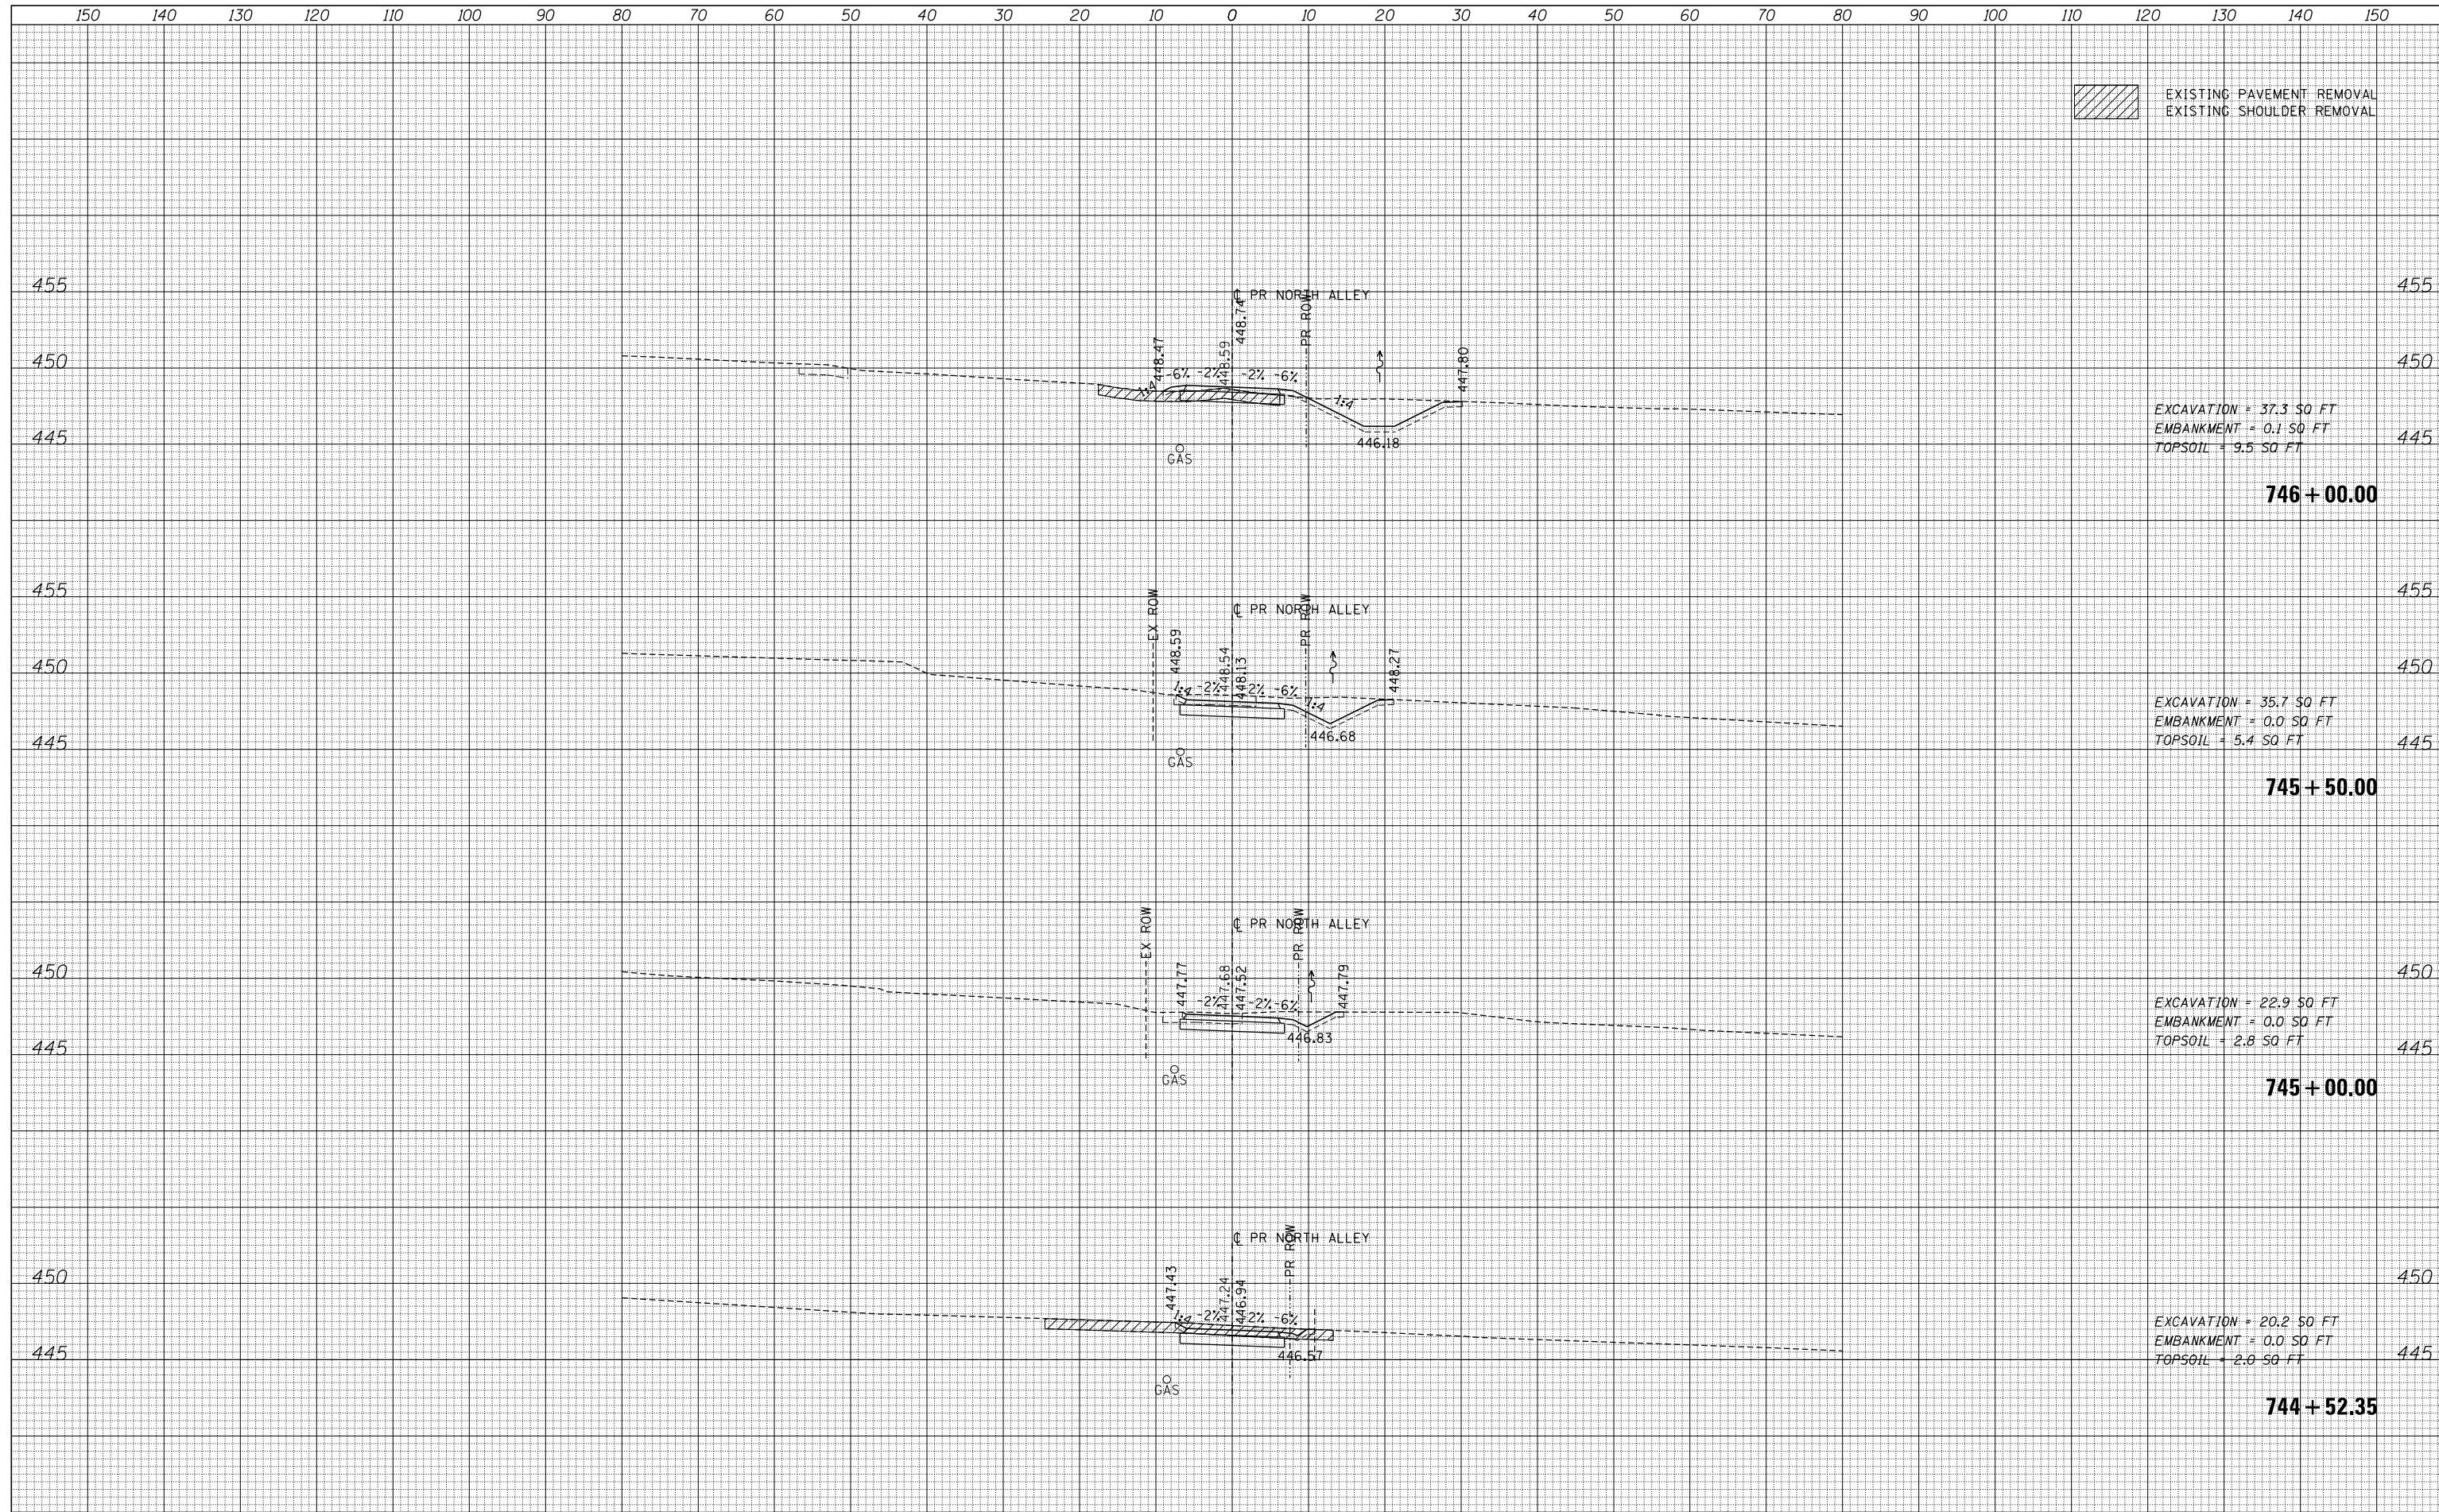 150 140 130 120 110 100 90 80 70 60 50 40 30 20 10 0 10 20 30 40 50 60 70 80 90 100 110 120 130 140 150
EXISTING PAVEMENT REMOVAL
EXISTING SHOULDER REMOVAL
455 455
℄ PR NORTH ALLEY
448.74
PR ROW
448.47
448.59
447.80
450
1:4 -6% -2% -2% -6%
1:4
446.18
GAS
445 445
EXCAVATION = 37.3 SQ FT
EMBANKMENT = 0.1 SQ FT
TOPSOIL = 9.5 SQ FT
746+00.00
455 455
EX ROW
℄ PR NORTH ALLEY
PR ROW
448.59
448.54
448.13
448.27
450 450
1:4 -2% -2% -6%
1:4
446.68
GAS
445 445
EXCAVATION = 35.7 SQ FT
EMBANKMENT = 0.0 SQ FT
TOPSOIL = 5.4 SQ FT
745+50.00
EX ROW
℄ PR NORTH ALLEY
PR ROW
450 450
447.77
447.68
447.52
447.79
-2% -2% -6%
446.83
GAS
445 445
EXCAVATION = 22.9 SQ FT
EMBANKMENT = 0.0 SQ FT
TOPSOIL = 2.8 SQ FT
745+00.00
℄ PR NORTH ALLEY
PR ROW
450 450
447.43
447.24
446.94
1:4 -2% -2% -6%
446.57
GAS
445 445
EXCAVATION = 20.2 SQ FT
EMBANKMENT = 0.0 SQ FT
TOPSOIL = 2.0 SQ FT
744+52.35